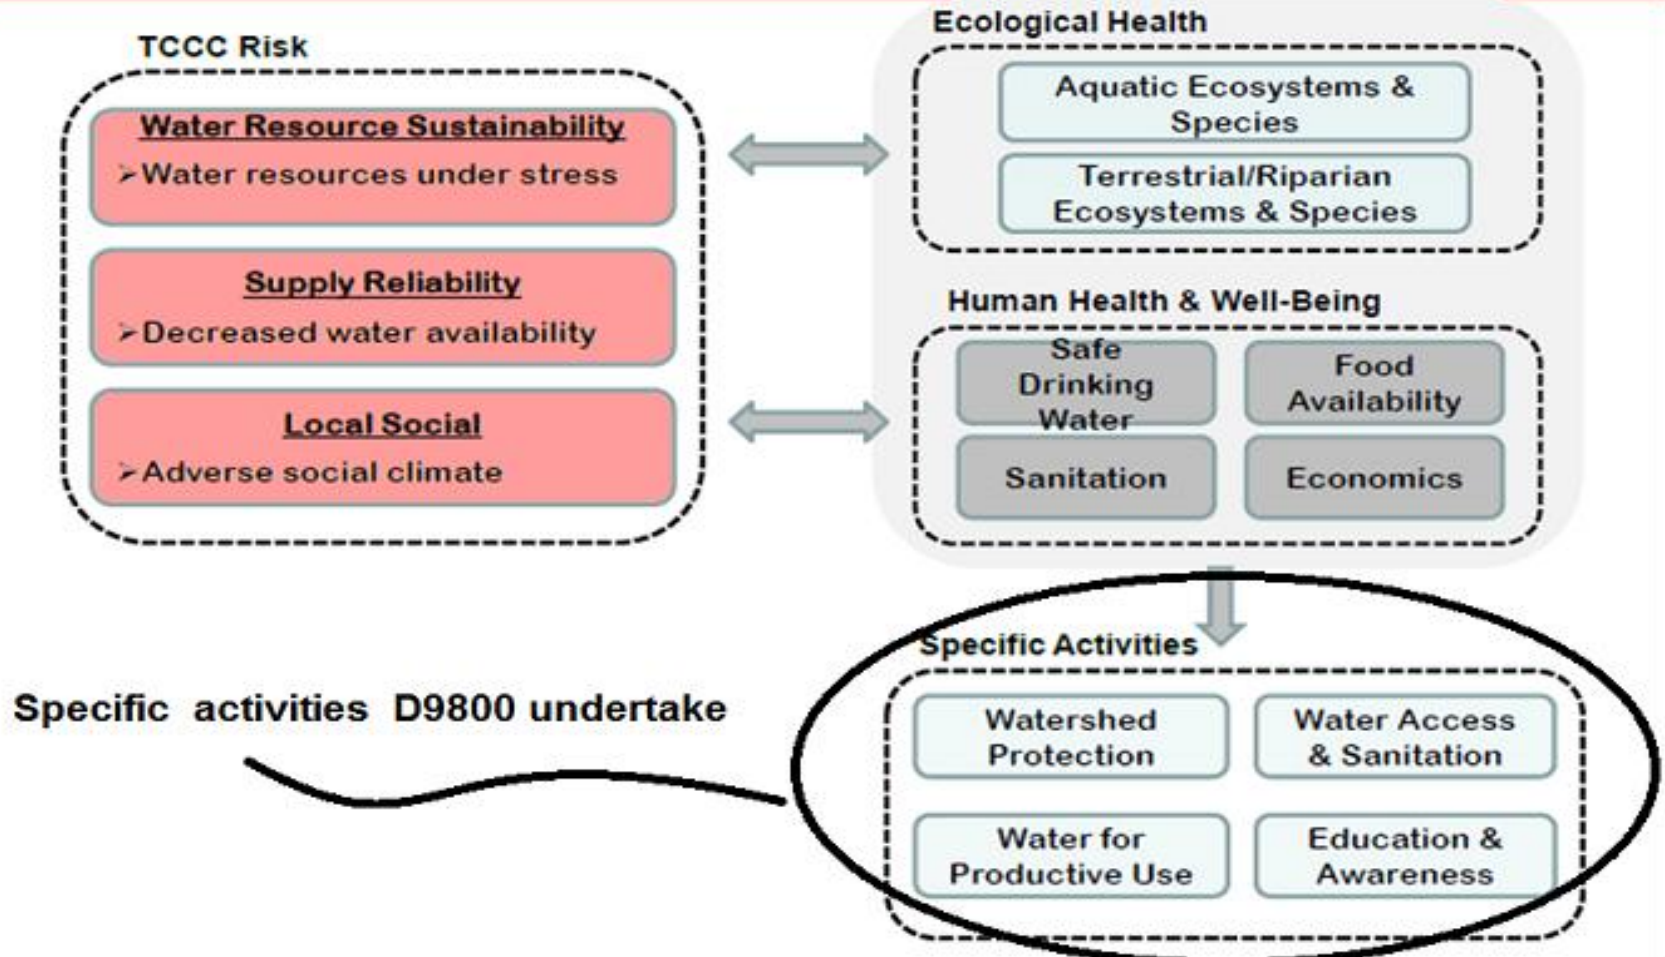 TCCC Risk
Water Resource Sustainability
➢Water resources under stress
Supply Reliability
➢Decreased water availability
Local Social
➢Adverse social climate
Ecological Health
Aquatic Ecosystems &
Species
Terrestrial/Riparian
Ecosystems & Species
Human Health & Well-Being
Safe
Drinking
Water
Food
Availability
Sanitation
Economics
Specific Activities
Watershed
Protection
Water Access
& Sanitation
Water for
Productive Use
Education &
Awareness
Specific activities D9800 undertake